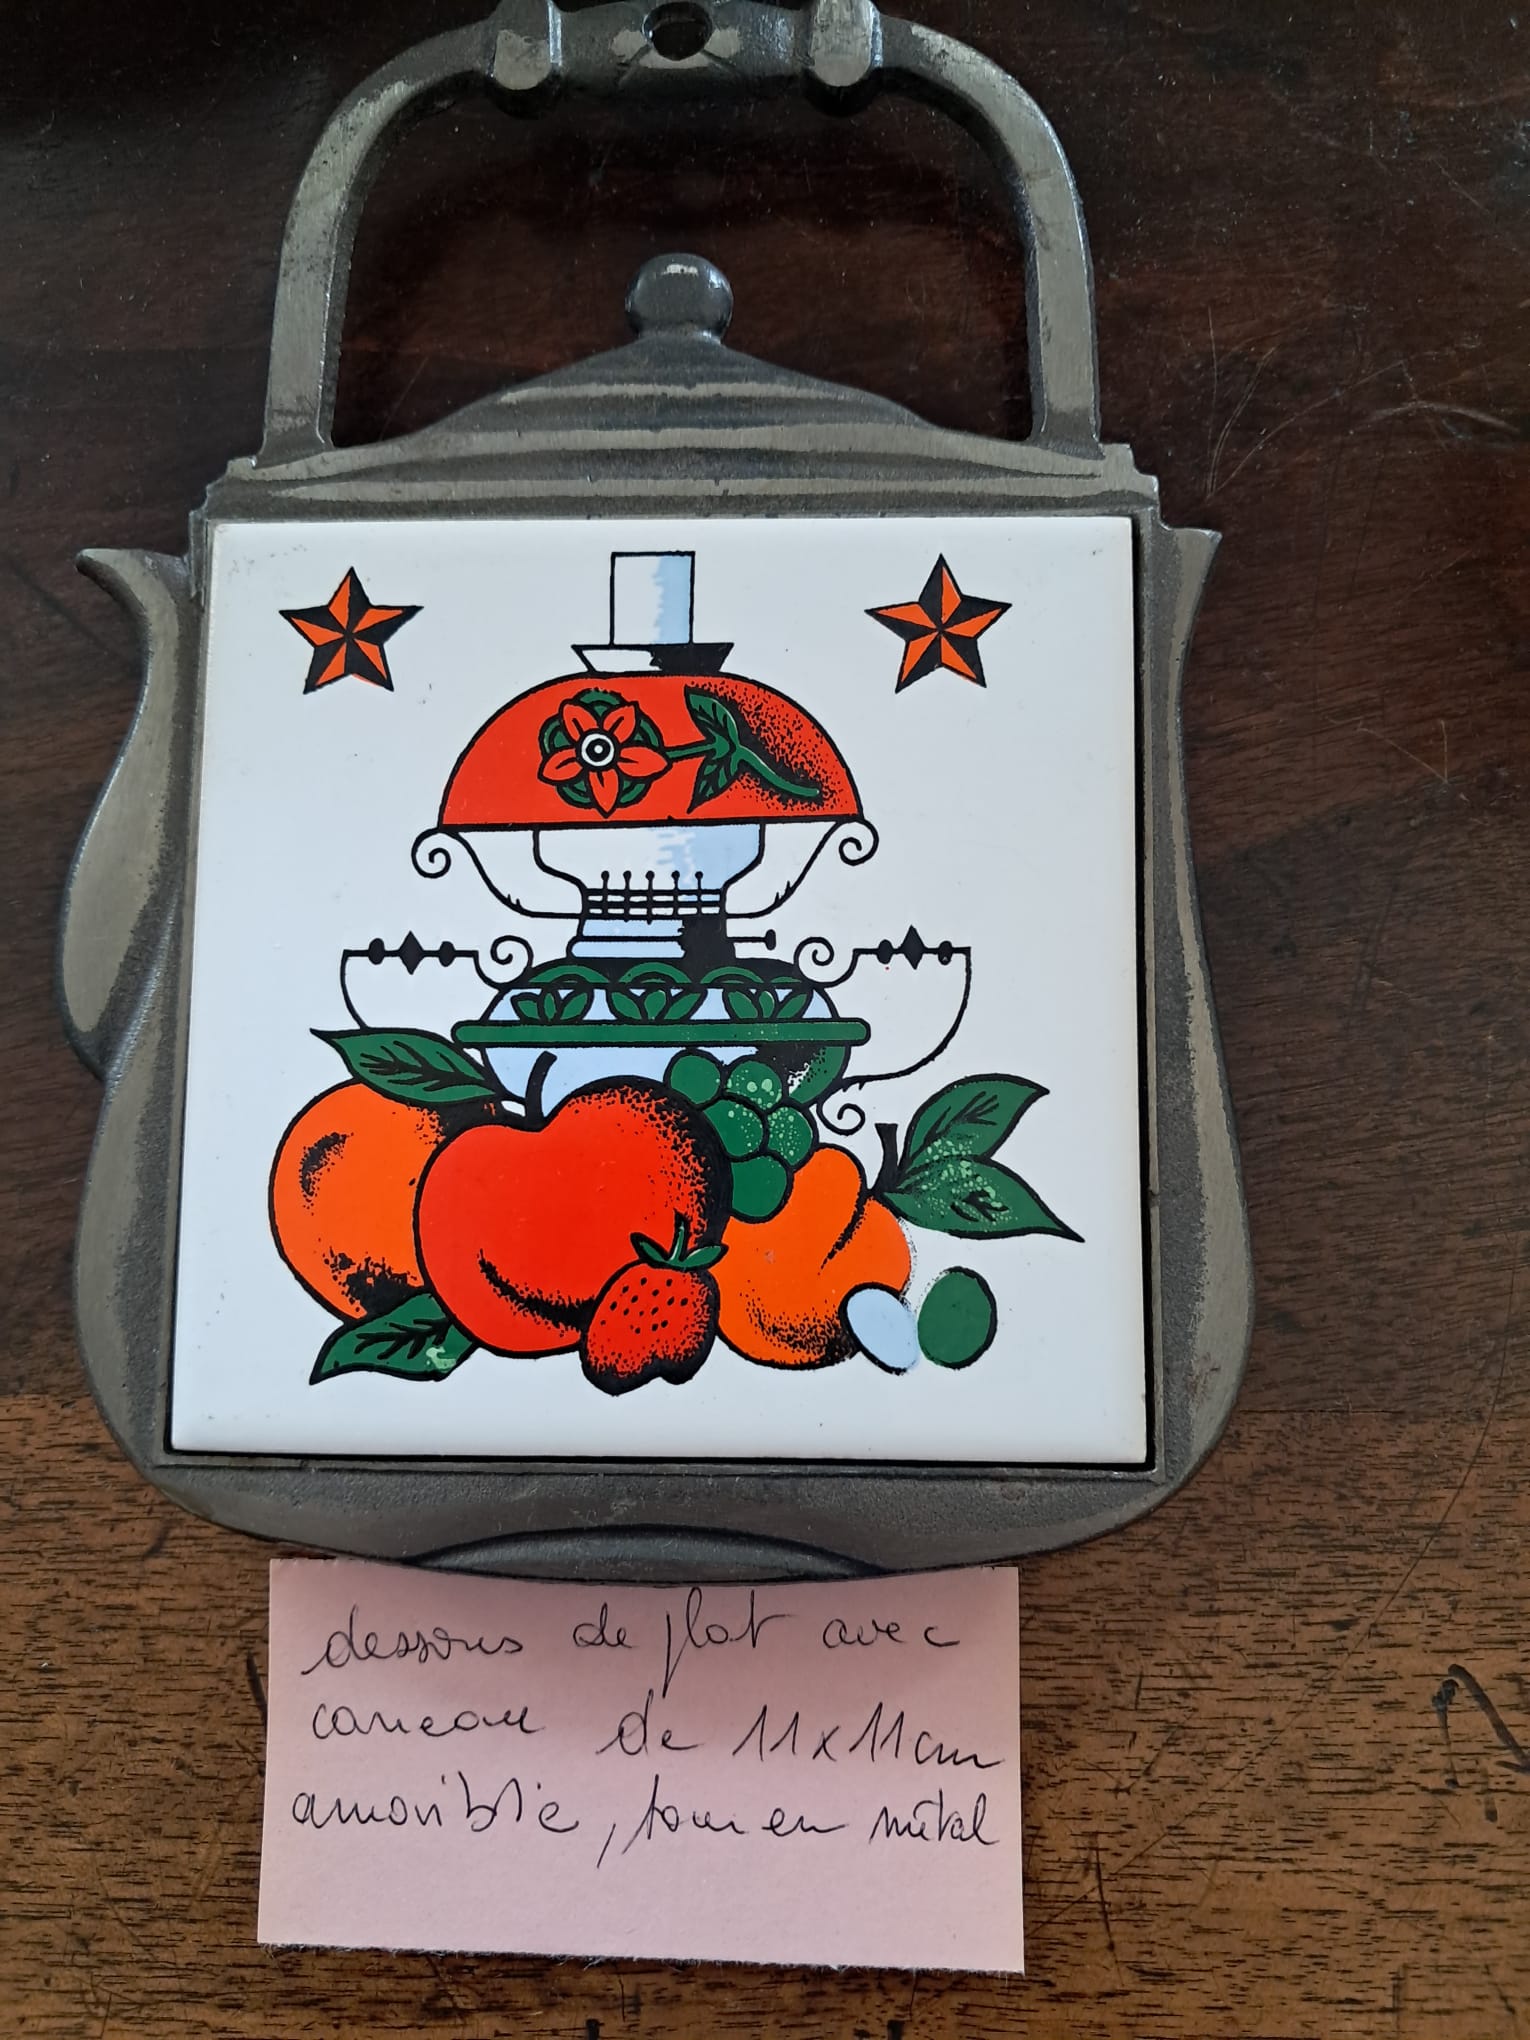 dessous de plat avec
carreau de 11x11cm
amovible, tour en métal